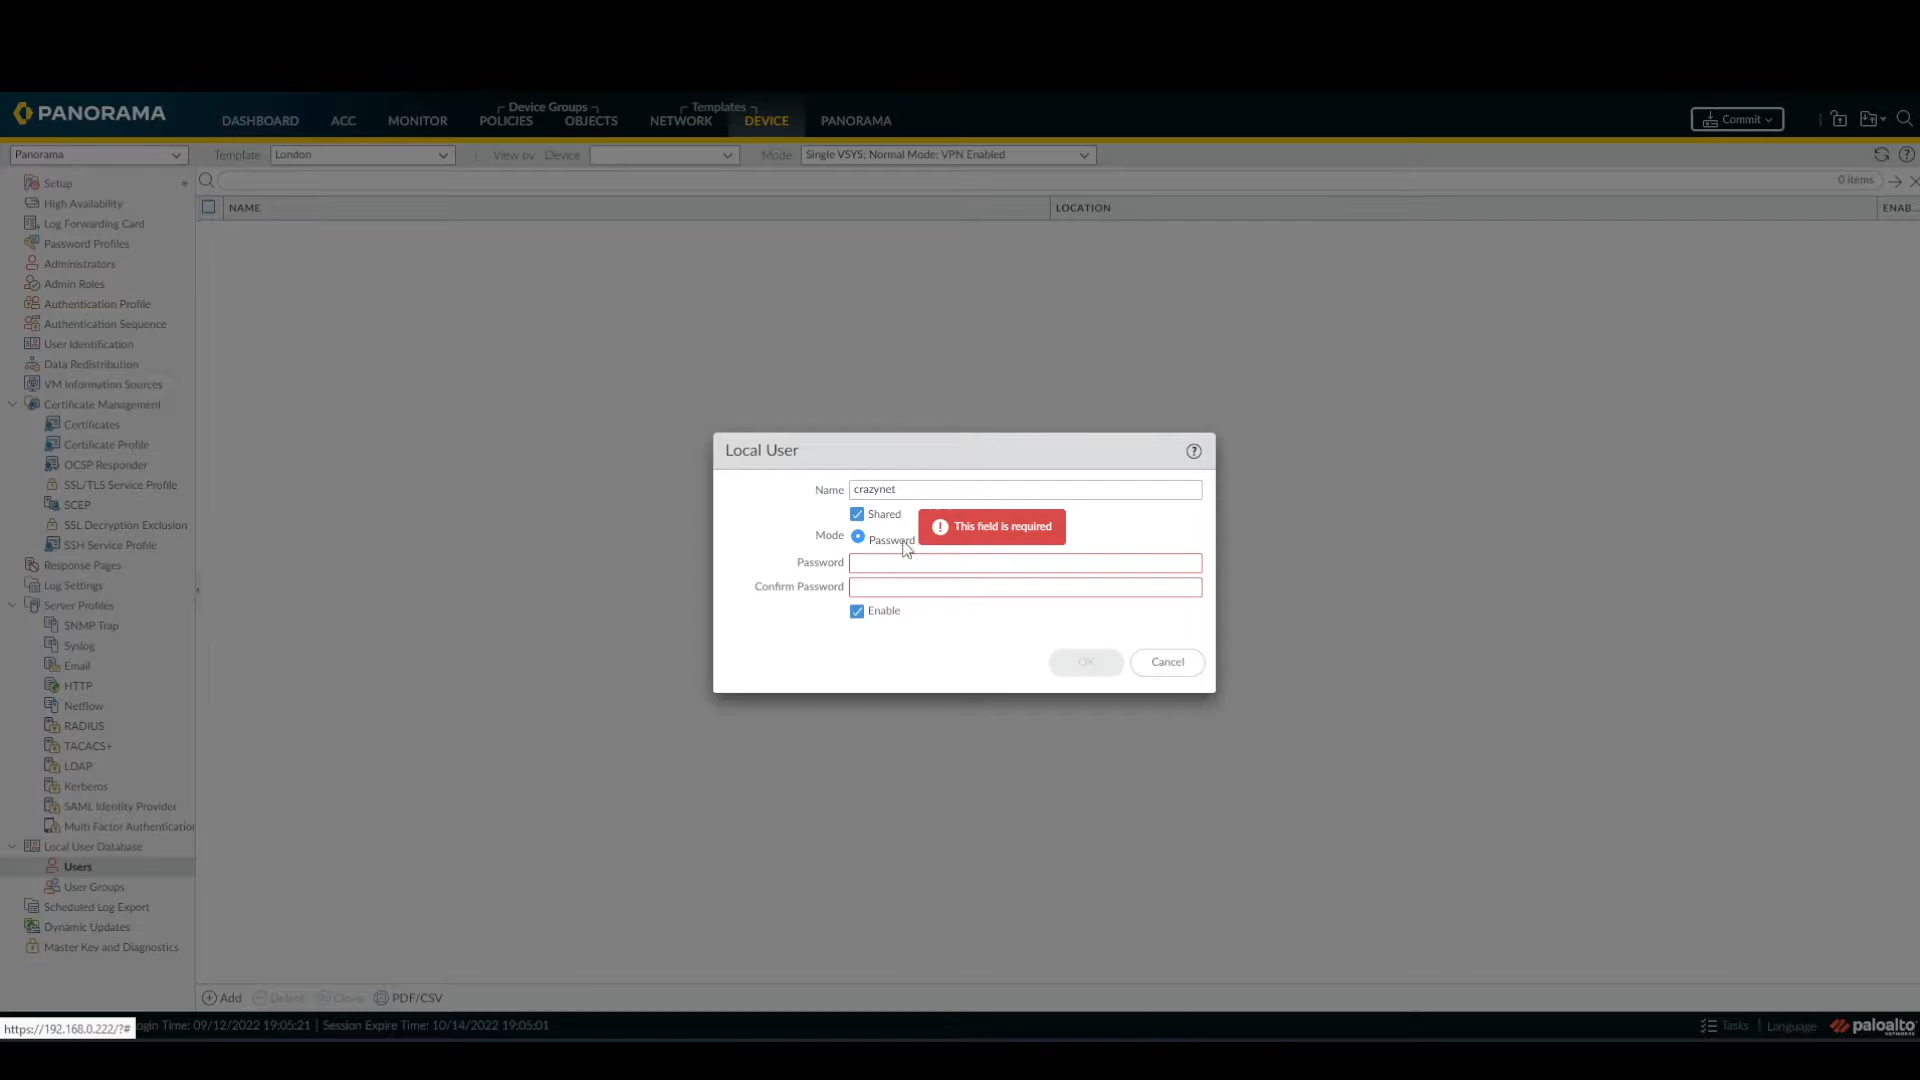 PANORAMA
DASHBOARD
ACC
MONITOR
Device Groups
POLICIES
OBJECTS
Templates
NETWORK
DEVICE
PANORAMA
Commit
Panorama
Template
London
View by
Device
Mode
Single VSYS; Normal Mode; VPN Enabled
Setup
High Availability
Log Forwarding Card
Password Profiles
Administrators
Admin Roles
Authentication Profile
Authentication Sequence
User Identification
Data Redistribution
VM Information Sources
Certificate Management
Certificates
Certificate Profile
OCSP Responder
SSL/TLS Service Profile
SCEP
SSL Decryption Exclusion
SSH Service Profile
Response Pages
Log Settings
Server Profiles
SNMP Trap
Syslog
Email
HTTP
Netflow
RADIUS
TACACS+
LDAP
Kerberos
SAML Identity Provider
Multi Factor Authentication
Local User Database
Users
User Groups
Scheduled Log Export
Dynamic Updates
Master Key and Diagnostics
0 items
NAME
LOCATION
ENAB...
Local User
Name
crazynet
Shared
This field is required
Mode
Password
Password
Confirm Password
Enable
OK
Cancel
Add
Delete
Clone
PDF/CSV
https://192.168.0.222/?#
ogin Time: 09/12/2022 19:05:21 | Session Expire Time: 10/14/2022 19:05:01
Tasks | Language
paloalto
NETWORKS